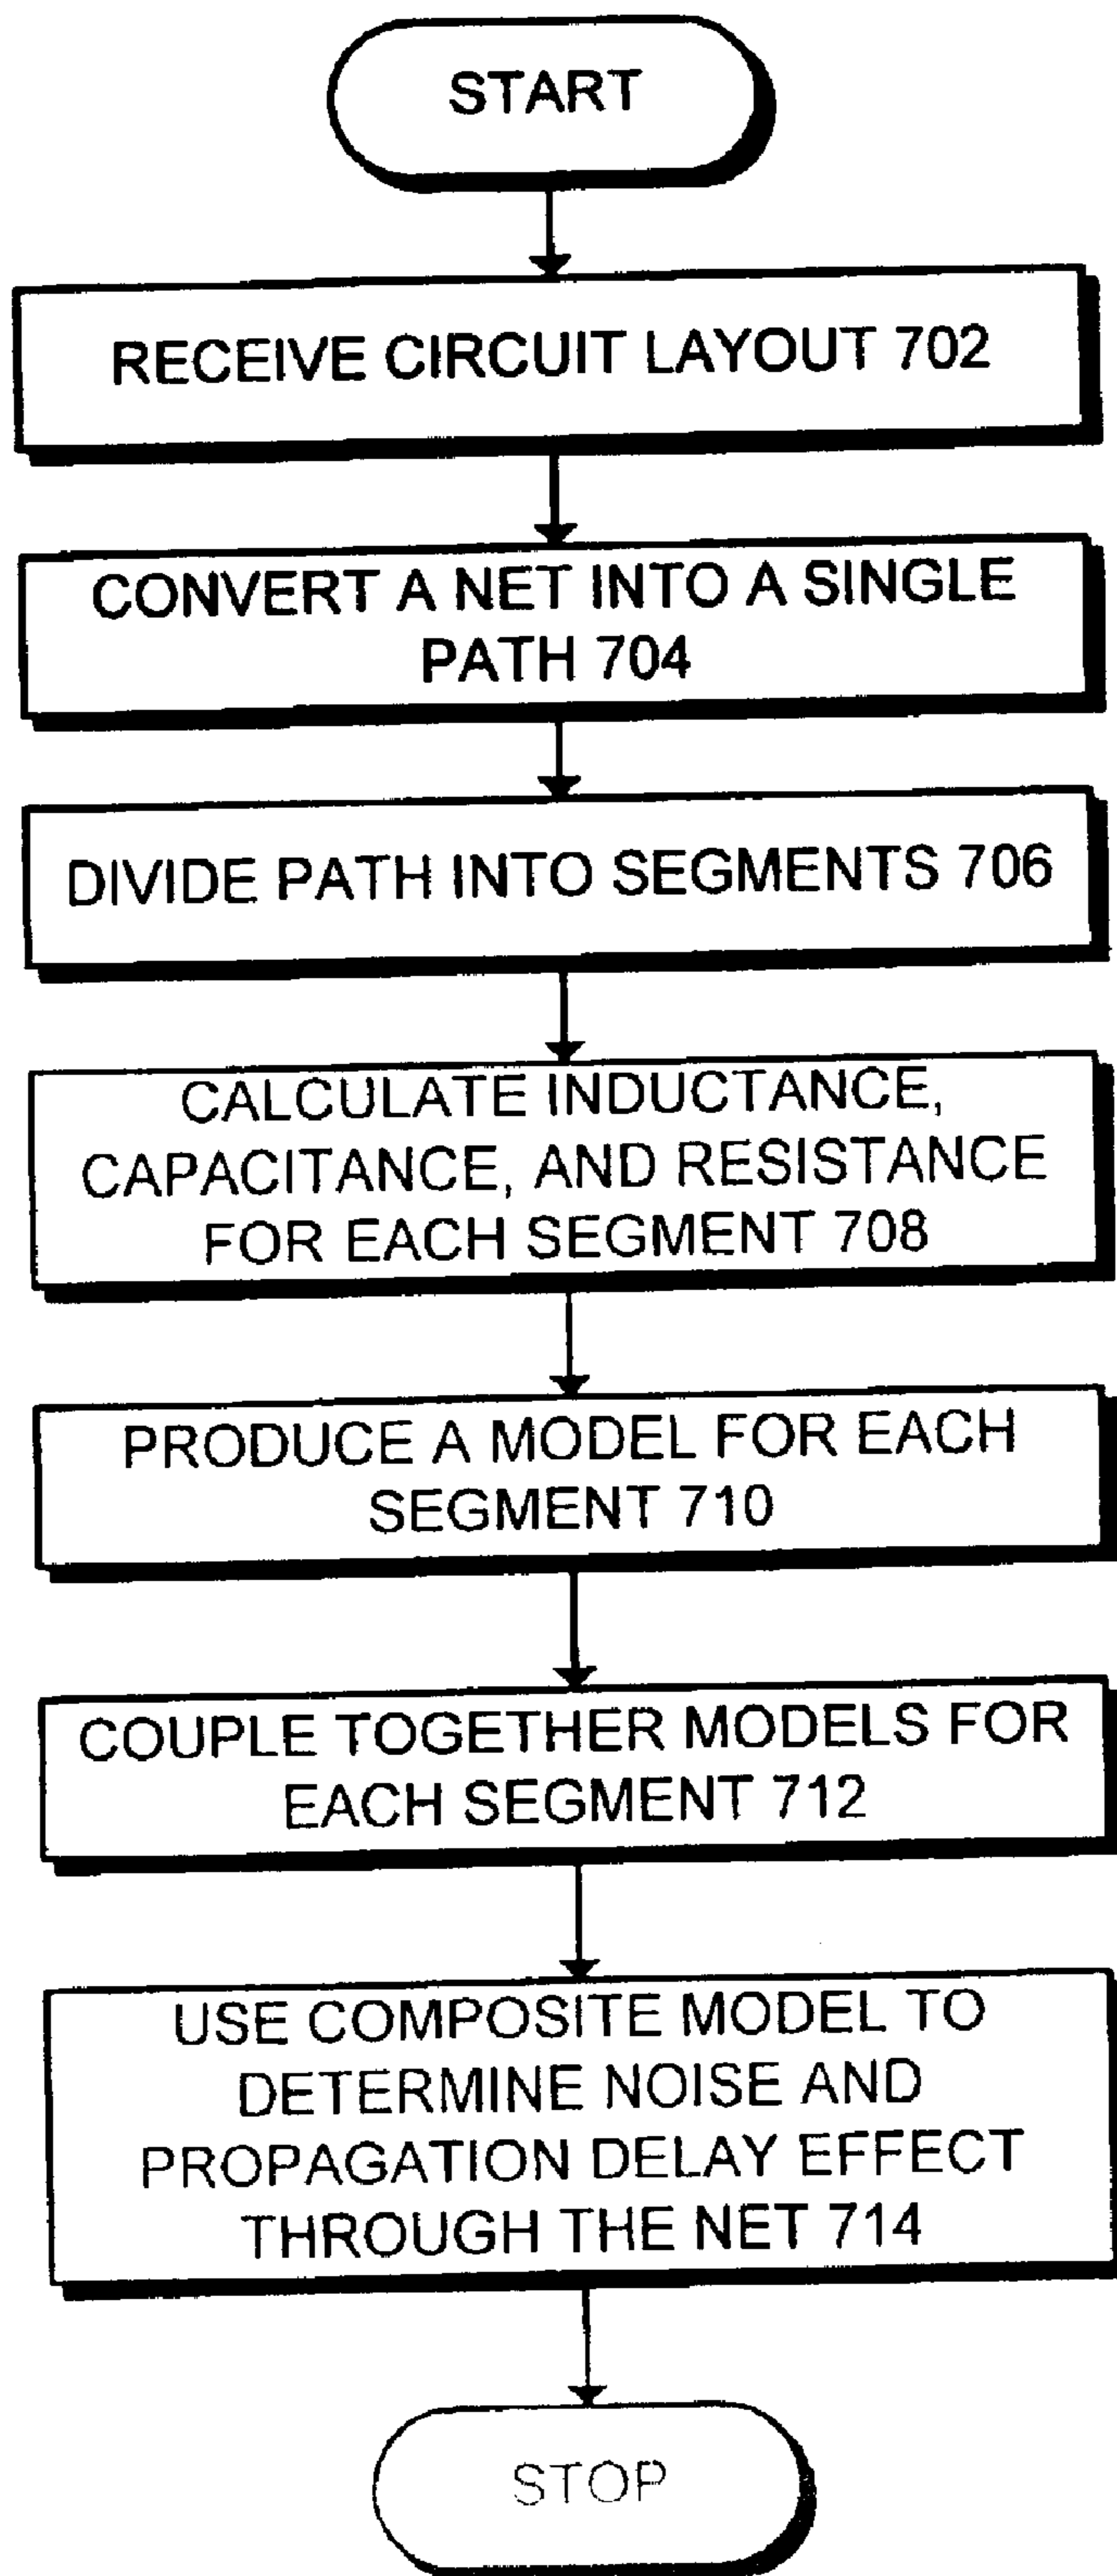 START
RECEIVE CIRCUIT LAYOUT 702
CONVERT A NET INTO A SINGLE
PATH 704
DIVIDE PATH INTO SEGMENTS 706
CALCULATE INDUCTANCE,
CAPACITANCE, AND RESISTANCE
FOR EACH SEGMENT 708
PRODUCE A MODEL FOR EACH
SEGMENT 710
COUPLE TOGETHER MODELS FOR
EACH SEGMENT 712
USE COMPOSITE MODEL TO
DETERMINE NOISE AND
PROPAGATION DELAY EFFECT
THROUGH THE NET 714
STOP